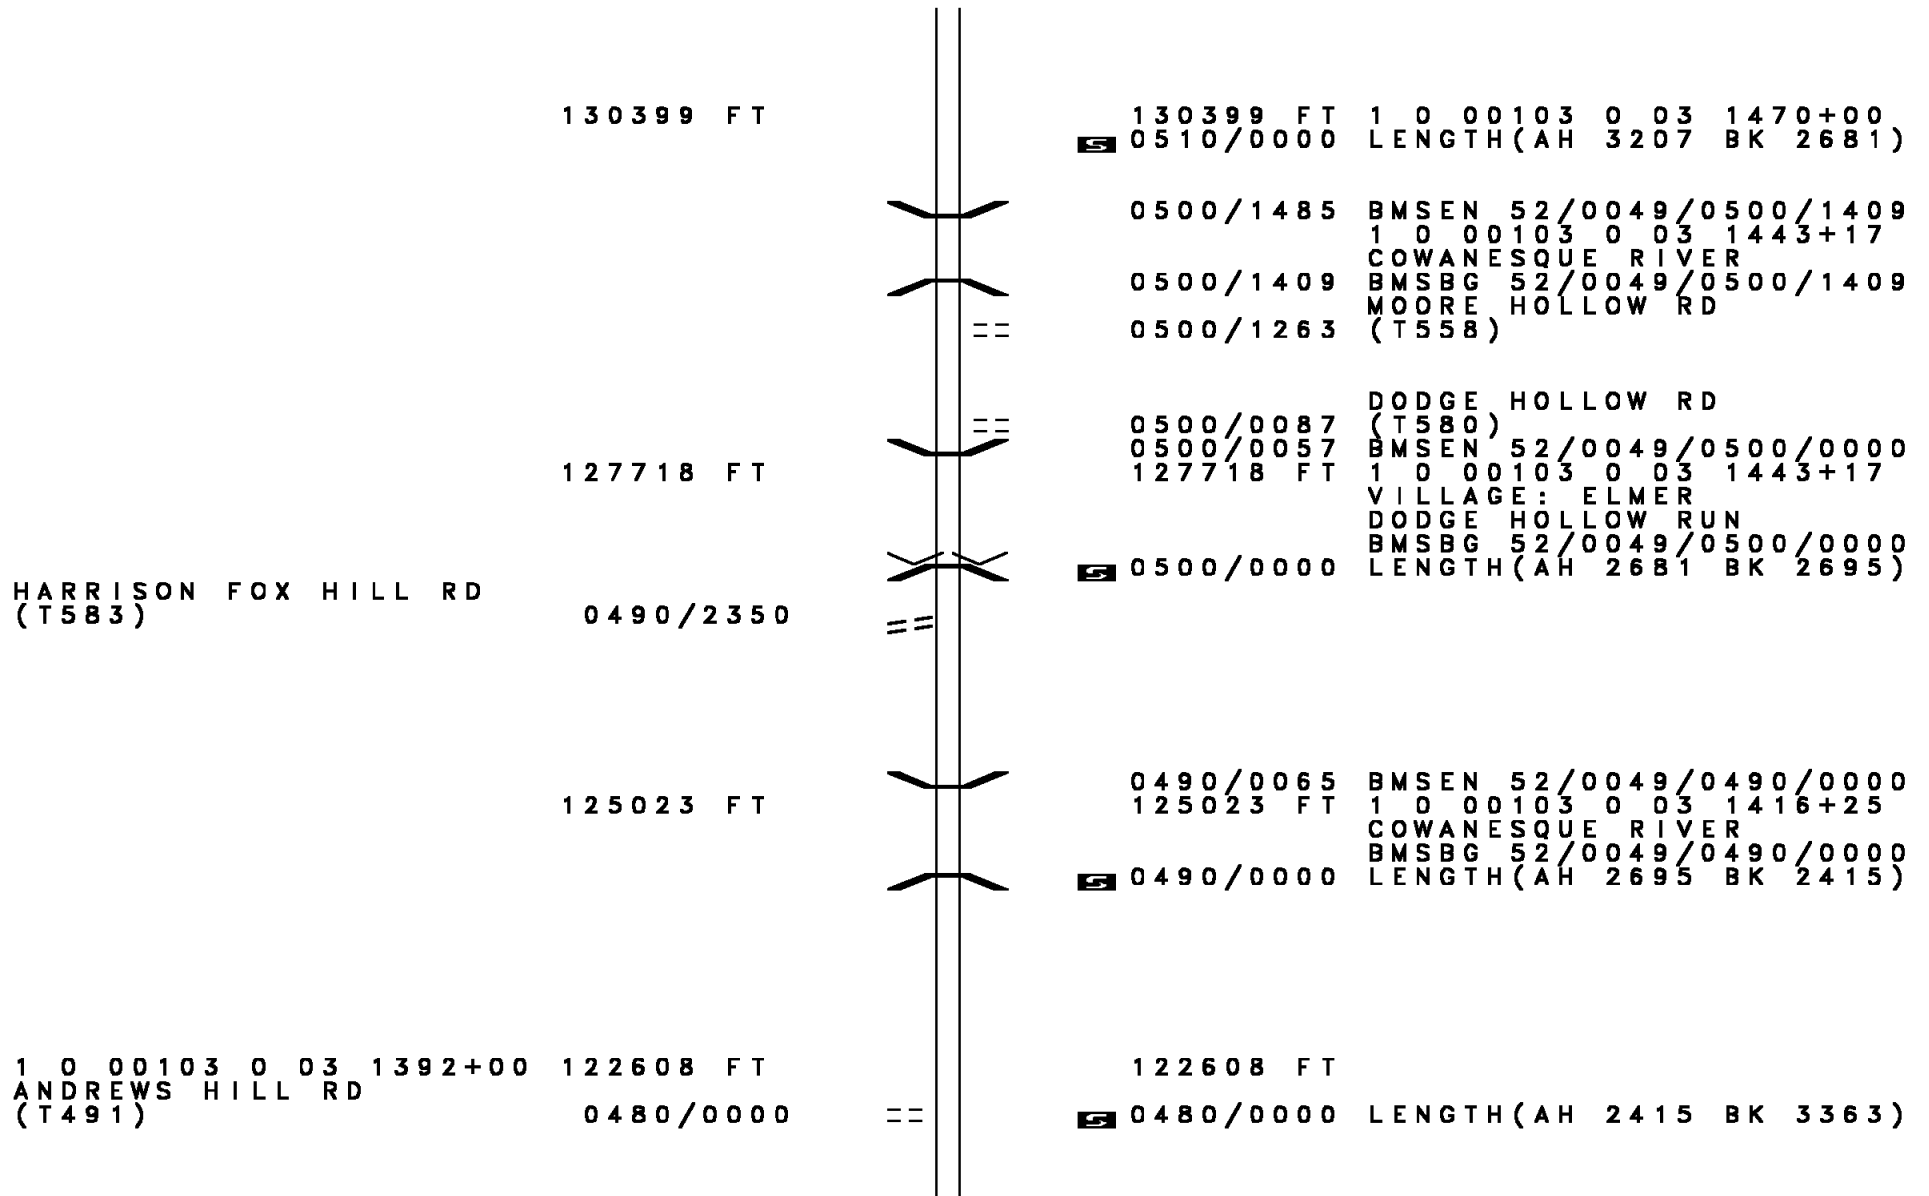 130399 FT 130399 FT 1 0 00103 0 03 1470+00
S 0510/0000 LENGTH(AH 3207 BK 2681)
0500/1485 BMSEN 52/0049/0500/1409
1 0 00103 0 03 1443+17
COWANESQUE RIVER
0500/1409 BMSBG 52/0049/0500/1409
MOORE HOLLOW RD
0500/1263 (T558)
DODGE HOLLOW RD
0500/0087 (T580)
0500/0057 BMSEN 52/0049/0500/0000
127718 FT 127718 FT 1 0 00103 0 03 1443+17
VILLAGE: ELMER
DODGE HOLLOW RUN
BMSBG 52/0049/0500/0000
S 0500/0000 LENGTH(AH 2681 BK 2695)
HARRISON FOX HILL RD
(T583) 0490/2350
0490/0065 BMSEN 52/0049/0490/0000
125023 FT 125023 FT 1 0 00103 0 03 1416+25
COWANESQUE RIVER
BMSBG 52/0049/0490/0000
S 0490/0000 LENGTH(AH 2695 BK 2415)
1 0 00103 0 03 1392+00 122608 FT 122608 FT
ANDREWS HILL RD
(T491) 0480/0000 S 0480/0000 LENGTH(AH 2415 BK 3363)